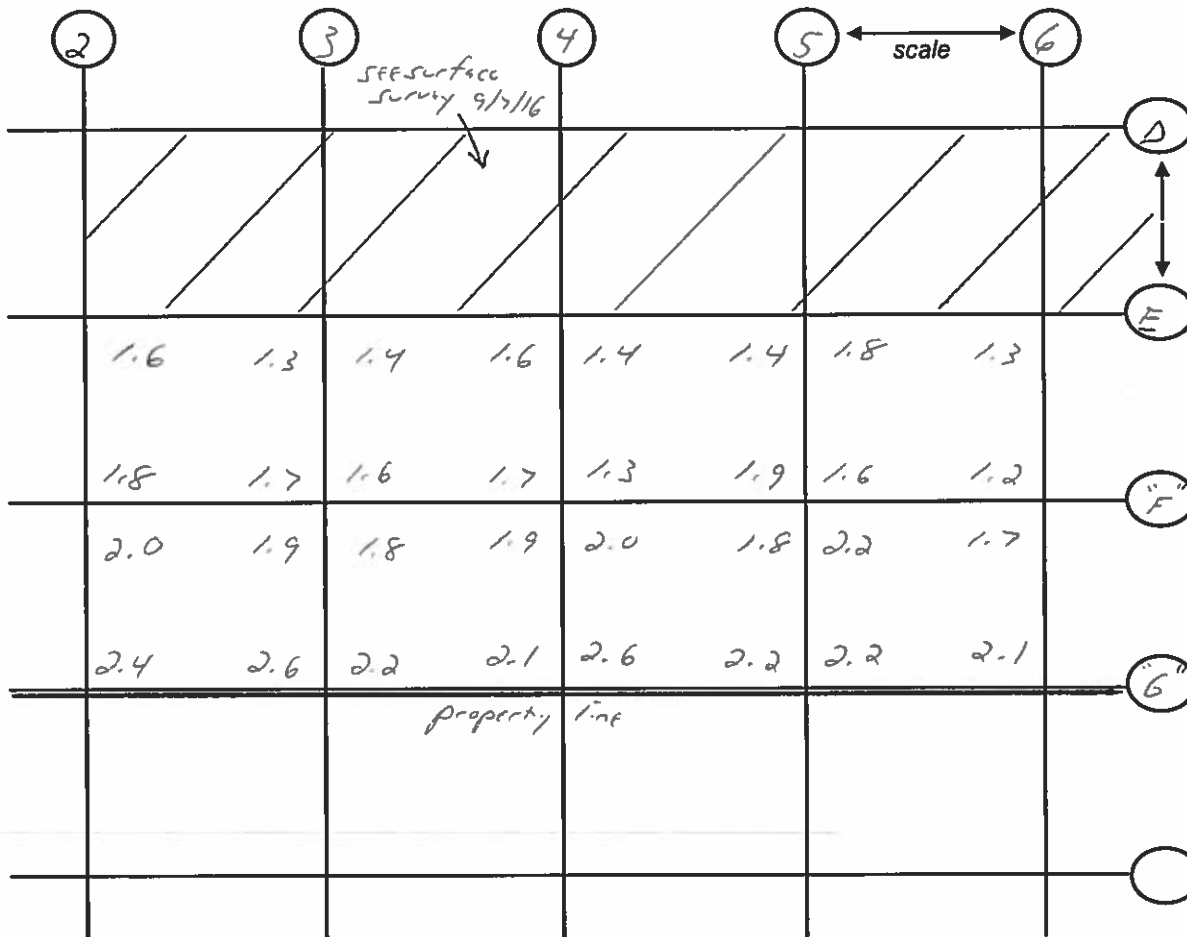 2 3 4 5 scale 6
SEE surface
survey 9/7/16
D
E
1.6 1.3 1.4 1.6 1.4 1.4 1.8 1.3
1.8 1.7 1.6 1.7 1.3 1.9 1.6 1.2
"F"
2.0 1.9 1.8 1.9 2.0 1.8 2.2 1.7
2.4 2.6 2.2 2.1 2.6 2.2 2.2 2.1
"G"
property line